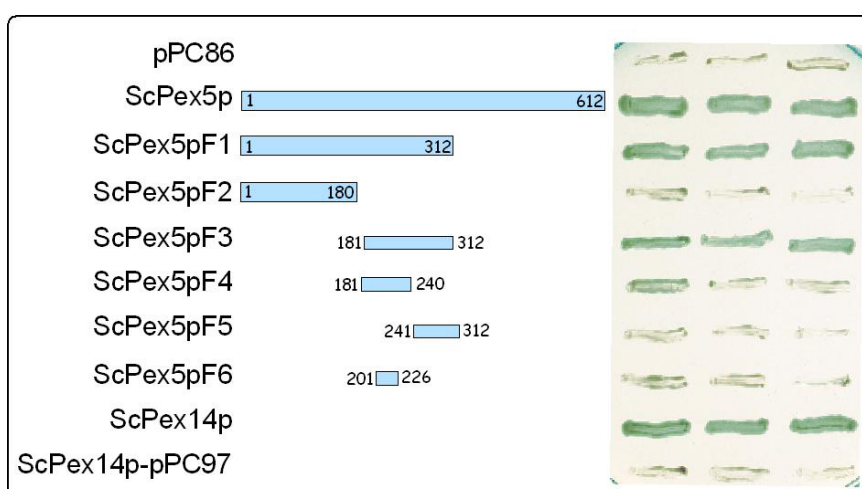 pPC86
ScPex5p 1 612
ScPex5pF1 1 312
ScPex5pF2 1 180
ScPex5pF3 181 312
ScPex5pF4 181 240
ScPex5pF5 241 312
ScPex5pF6 201 226
ScPex14p
ScPex14p-pPC97